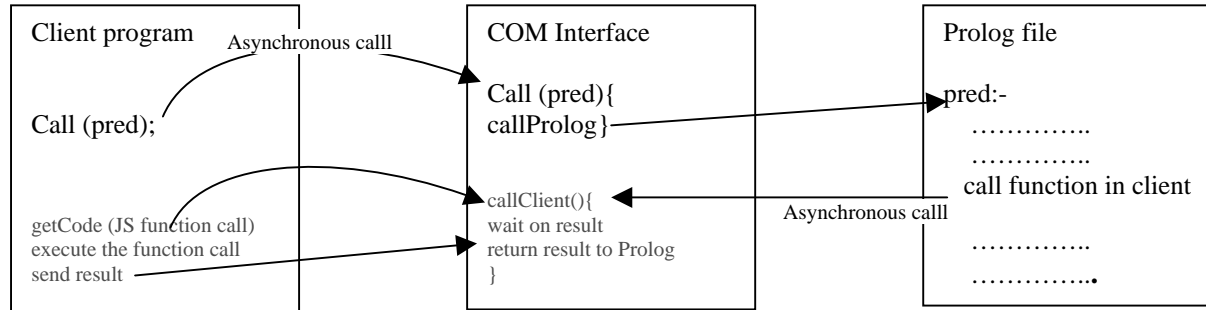 Client program
Asynchronous calll
Call (pred);
getCode (JS function call)
execute the function call
send result
COM Interface
Call (pred){
callProlog}
callClient(){
wait on result
return result to Prolog
}
Prolog file
pred:-
…………..
…………..
call function in client
Asynchronous calll
…………..
…………...